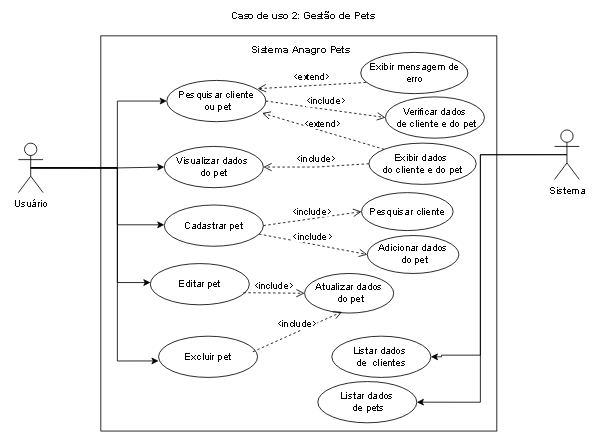 Caso de uso 2: Gestão de Pets
Sistema Anagro Pets
Exibir mensagem de
erro
<extend>
Pesquisar cliente
ou pet
<include>
Verificar dados
de cliente e do pet
<extend>
Visualizar dados
do pet
<include>
Exibir dados
do cliente e do pet
Usuário
Sistema
Cadastrar pet
<include>
Pesquisar cliente
<include>
Adicionar dados
do pet
Editar pet
<include>
Atualizar dados
do pet
<include>
Excluir pet
Listar dados
de clientes
Listar dados
de pets